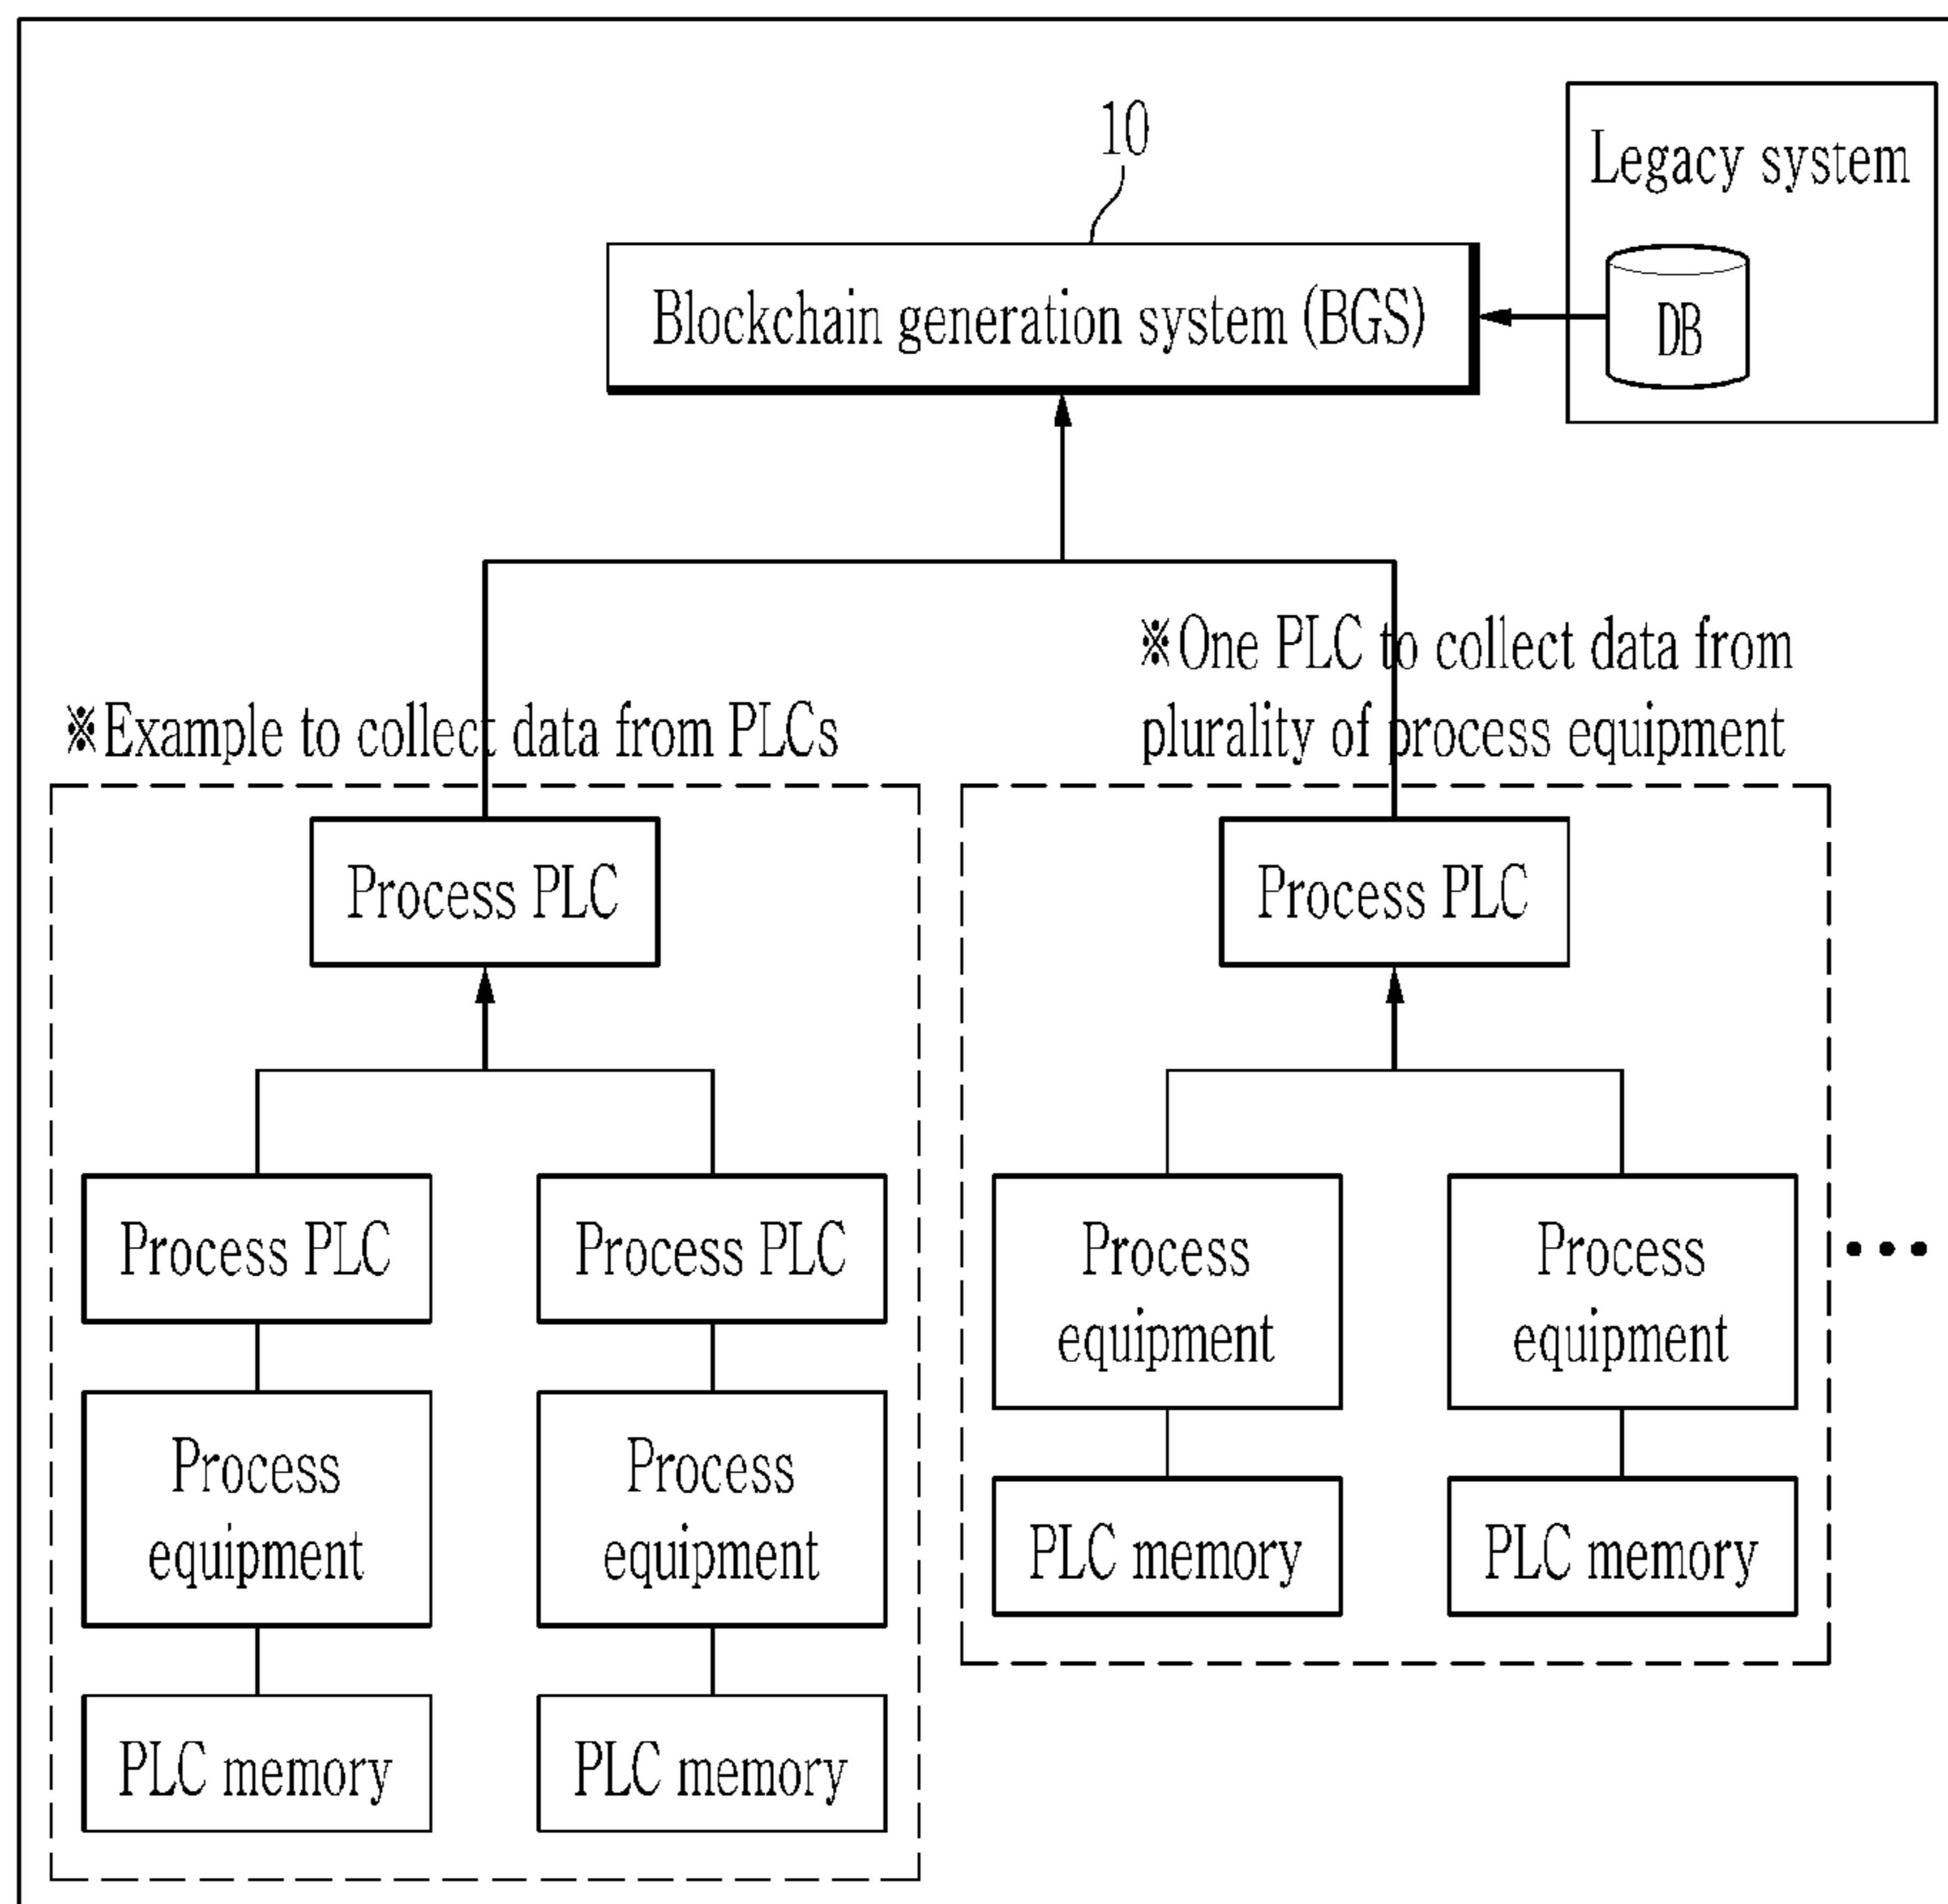 10
Legacy system
Blockchain generation system (BGS)
DB
※One PLC to collect data from
plurality of process equipment
※Example to collect data from PLCs
Process PLC
Process PLC
Process PLC
Process PLC
Process
equipment
Process
equipment
Process
equipment
Process
equipment
PLC memory
PLC memory
PLC memory
PLC memory